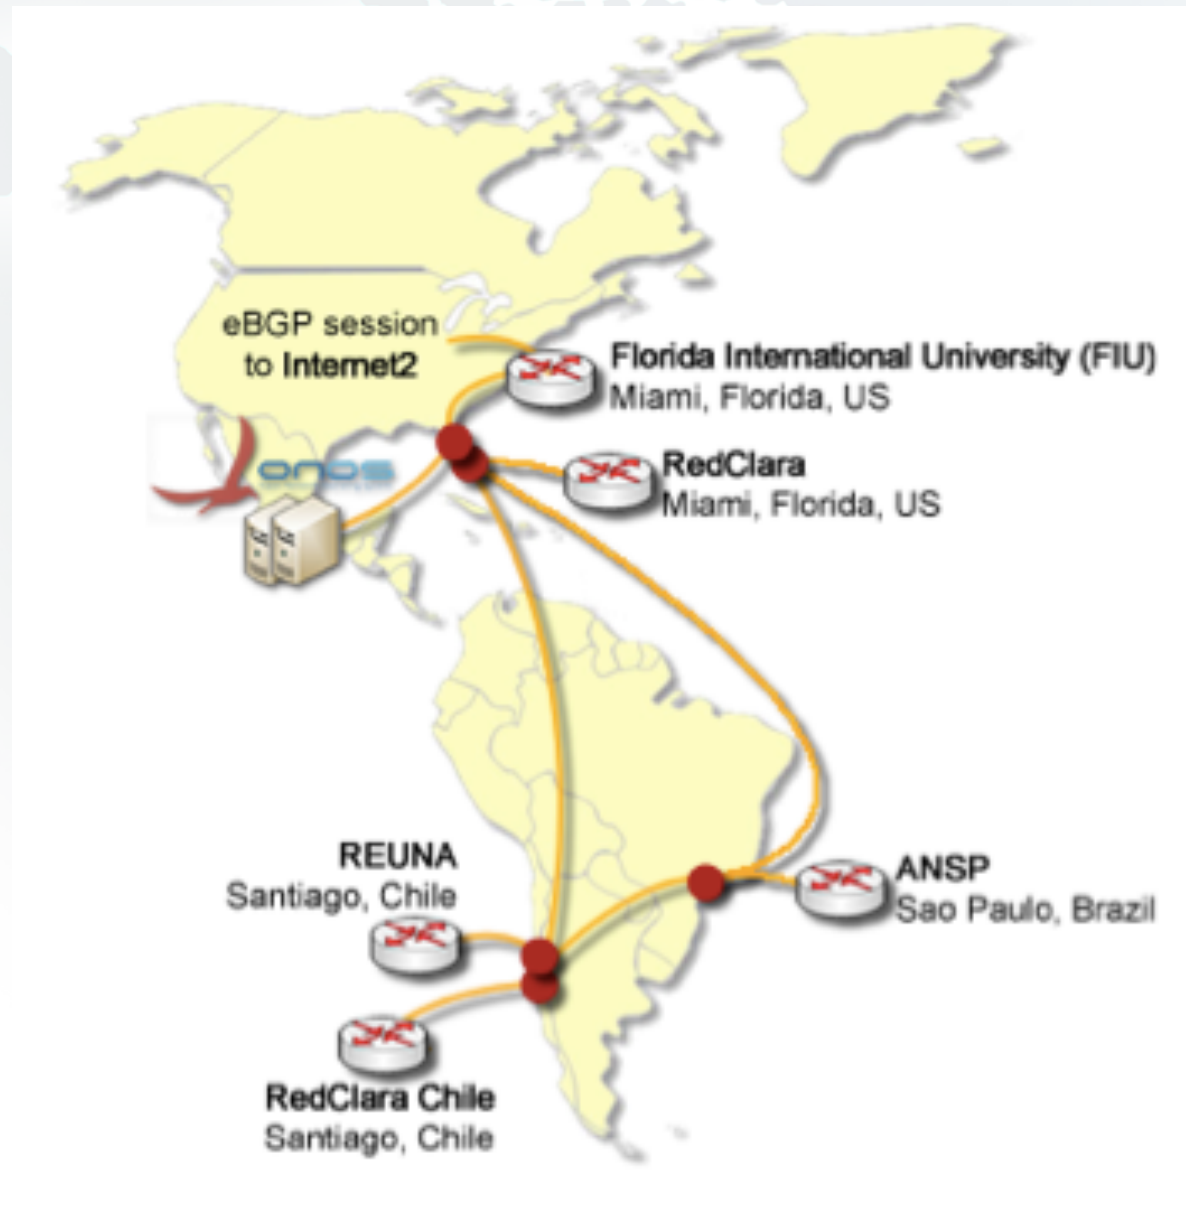 eBGP session
to Internet2
Florida International University (FIU)
Miami, Florida, US
RedClara
Miami, Florida, US
onos
REUNA
Santiago, Chile
ANSP
Sao Paulo, Brazil
RedClara Chile
Santiago, Chile